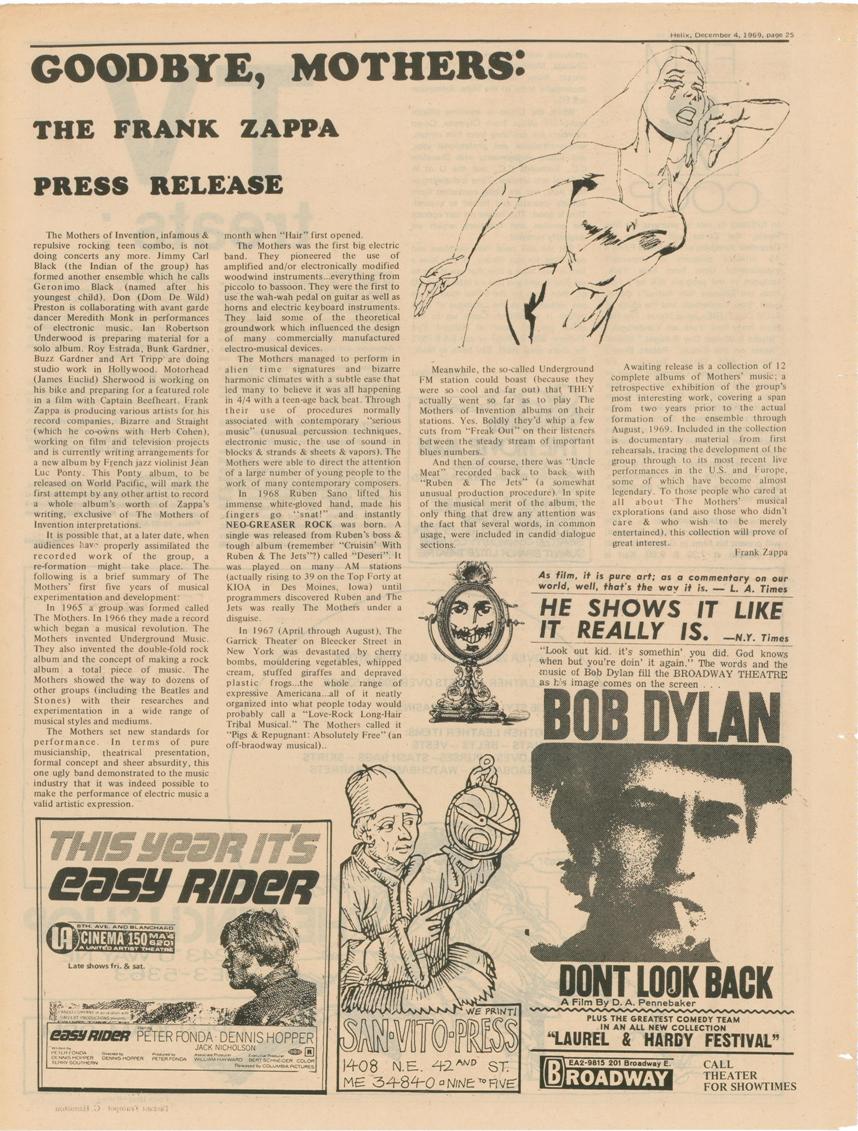 Helix, December 4, 1969, page 25
GOODBYE, MOTHERS:
THE FRANK ZAPPA
PRESS RELEASE
The Mothers of Invention, infamous &
repulsive rocking teen combo, is not
doing concerts any more. Jimmy Carl
Black (the Indian of the group) has
formed another ensemble which he calls
Geronimo Black (named after his
youngest child). Don (Dom De Wild)
Preston is collaborating with avant garde
dancer Meredith Monk in performances
of electronic music. Ian Robertson
Underwood is preparing material for a
solo album. Roy Estrada, Bunk Gardner,
Buzz Gardner and Art Tripp are doing
studio work in Hollywood. Motorhead
(James Euclid) Sherwood is working on
his bike and preparing for a featured role
in a film with Captain Beefheart. Frank
Zappa is producing various artists for his
record companies, Bizarre and Straight
(which he co-owns with Herb Cohen),
working on film and television projects
and is currently writing arrangements for
a new album by French jazz violinist Jean
Luc Ponty. This Ponty album, to be
released on World Pacific, will mark the
first attempt by any other artist to record
a whole album's worth of Zappa's
writing, exclusive of The Mothers of
Invention interpretations.
It is possible that, at a later date, when
audiences have properly assimilated the
recorded work of the group, a
re-formation might take place. The
following is a brief summary of The
Mothers' first five years of musical
experimentation and development:
In 1965 a group was formed called
The Mothers. In 1966 they made a record
which began a musical revolution. The
Mothers invented Underground Music.
They also invented the double-fold rock
album and the concept of making a rock
album a total piece of music. The
Mothers showed the way to dozens of
other groups (including the Beatles and
Stones) with their researches and
experimentation in a wide range of
musical styles and mediums.
The Mothers set new standards for
performance. In terms of pure
musicianship, theatrical presentation,
formal concept and sheer absurdity, this
one ugly band demonstrated to the music
industry that it was indeed possible to
make the performance of electric music a
valid artistic expression.
month when "Hair" first opened.
The Mothers was the first big electric
band. They pioneered the use of
amplified and/or electronically modified
woodwind instruments...everything from
piccolo to bassoon. They were the first to
use the wah-wah pedal on guitar as well as
horns and electric keyboard instruments.
They laid some of the theoretical
groundwork which influenced the design
of many commercially manufactured
electro-musical devices.
The Mothers managed to perform in
alien time signatures and bizarre
harmonic climates with a subtle ease that
led many to believe it was all happening
in 4/4 with a teen-age back beat. Through
their use of procedures normally
associated with contemporary "serious
music" (unusual percussion techniques,
electronic music, the use of sound in
blocks & strands & sheets & vapors). The
Mothers were able to direct the attention
of a large number of young people to the
work of many contemporary composers.
In 1968 Ruben Sano lifted his
immense white-gloved hand, made his
fingers go "snat!" and instantly
NEO-GREASER ROCK was born. A
single was released from Ruben's boss &
tough album (remember "Cruisin' With
Ruben & The Jets"?) called "Deseri". It
was played on many AM stations
(actually rising to 39 on the Top Forty at
KIOA in Des Moines, Iowa) until
programmers discovered Ruben and The
Jets was really The Mothers under a
disguise.
In 1967 (April through August), The
Garrick Theater on Bleecker Street in
New York was devastated by cherry
bombs, mouldering vegetables, whipped
cream, stuffed giraffes and depraved
plastic frogs...the whole range of
expressive Americana...all of it neatly
organized into what people today would
probably call a "Love-Rock Long-Hair
Tribal Musical." The Mothers called it
"Pigs & Repugnant: Absolutely Free" (an
off-braodway musical)..
Meanwhile, the so-called Underground
FM station could boast (because they
were so cool and far out) that THEY
actually went so far as to play The
Mothers of Invention albums on their
stations. Yes. Boldly they'd whip a few
cuts from "Freak Out" on their listeners
between the steady stream of important
blues numbers.
And then of course, there was "Uncle
Meat" recorded back to back with
"Ruben & The Jets" (a somewhat
unusual production procedure). In spite
of the musical merit of the album, the
only thing that drew any attention was
the fact that several words, in common
usage, were included in candid dialogue
sections.
Awaiting release is a collection of 12
complete albums of Mothers' music; a
retrospective exhibition of the group's
most interesting work, covering a span
from two years prior to the actual
formation of the ensemble through
August, 1969. Included in the collection
is documentary material from first
rehearsals, tracing the development of the
group through to its most recent live
performances in the U.S. and Europe,
some of which have become almost
legendary. To those people who cared at
all about The Mothers' musical
explorations (and also those who didn't
care & who wish to be merely
entertained), this collection will prove of
great interest.
Frank Zappa
As film, it is pure art; as a commentary on our
world, well, that's the way it is. — L. A. Times
HE SHOWS IT LIKE
IT REALLY IS. —N.Y. Times
"Look out kid. it's somethin' you did. God knows
when but you're doin' it again." The words and the
music of Bob Dylan fill the BROADWAY THEATRE
as his image comes on the screen . . .
BOB DYLAN
DONT LOOK BACK
A Film By D. A. Pennebaker
PLUS THE GREATEST COMEDY TEAM
IN AN ALL NEW COLLECTION
"LAUREL & HARDY FESTIVAL"
EA2-9815 201 Broadway E.
BROADWAY
CALL
THEATER
FOR SHOWTIMES
THIS YEAR IT'S
EASY RIDER
UA
5TH. AVE. AND BLANCHARD
CINEMA 150 MA4 6201
A UNITED ARTIST THEATRE
Late shows fri. & sat.
EASY RIDER
Starring
PETER FONDA · DENNIS HOPPER
JACK NICHOLSON
Written by
PETER FONDA
DENNIS HOPPER
TERRY SOUTHERN
Directed by
DENNIS HOPPER
Produced by
PETER FONDA
Associate Producer
WILLIAM HAYWARD
Executive Producer
BERT SCHNEIDER
COLOR
R
Released by COLUMBIA PICTURES
WE PRINT!
SAN·VITO·PRESS
1408 N.E. 42 AND ST.
ME 3-4840 NINE TO FIVE